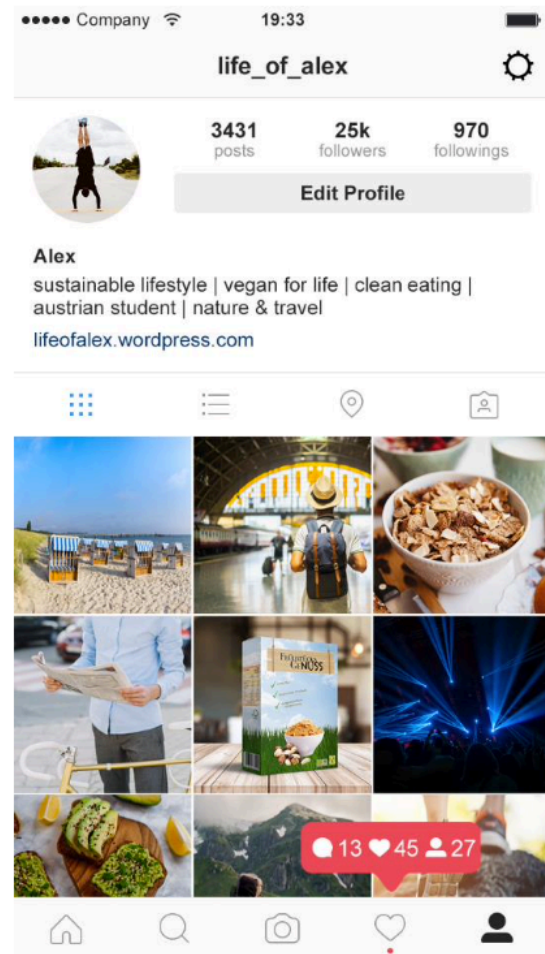 Company
19:33
life_of_alex
3431
25k
970
posts
followers
followings
Edit Profile
Alex
sustainable lifestyle | vegan for life | clean eating |
austrian student | nature & travel
lifeofalex.wordpress.com
GENUSS
13 45 27